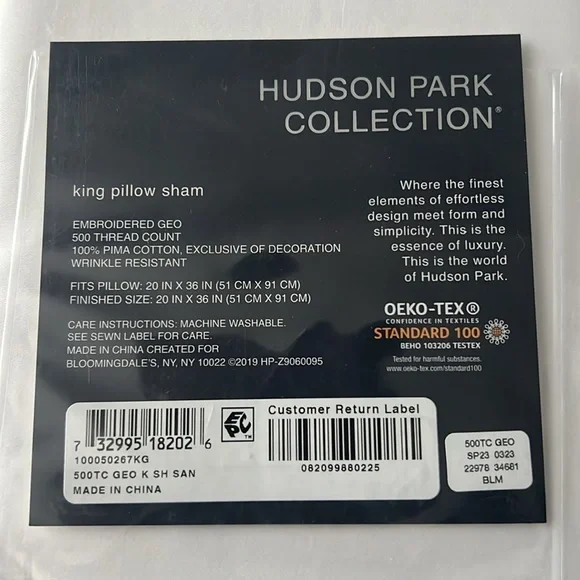 HUDSON PARK
COLLECTION®
king pillow sham
EMBROIDERED GEO
500 THREAD COUNT
100% PIMA COTTON, EXCLUSIVE OF DECORATION
WRINKLE RESISTANT
FITS PILLOW: 20 IN X 36 IN (51 CM X 91 CM)
FINISHED SIZE: 20 IN X 36 IN (51 CM X 91 CM)
CARE INSTRUCTIONS: MACHINE WASHABLE.
SEE SEWN LABEL FOR CARE.
MADE IN CHINA CREATED FOR
BLOOMINGDALE'S, NY, NY 10022 ©2019 HP-Z9060095
Where the finest
elements of effortless
design meet form and
simplicity. This is the
essence of luxury.
This is the world
of Hudson Park.
OEKO-TEX®
CONFIDENCE IN TEXTILES
STANDARD 100
BEHO 103206 TESTEX
Tested for harmful substances.
www.oeko-tex.com/standard100
7 32995 18202 6
100050267KG
500TC GEO K SH SAN
MADE IN CHINA
EPC™
Customer Return Label
082099880225
500TC GEO
SP23 0323
22978 34681
BLM